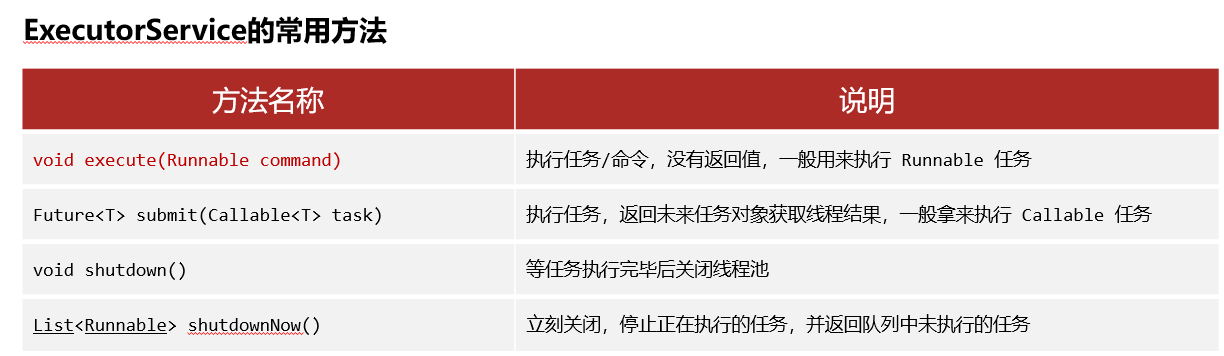 ExecutorService的常用方法
方法名称 说明
void execute(Runnable command) 执行任务/命令，没有返回值，一般用来执行 Runnable 任务
Future<T> submit(Callable<T> task) 执行任务，返回未来任务对象获取线程结果，一般拿来执行 Callable 任务
void shutdown() 等任务执行完毕后关闭线程池
List<Runnable> shutdownNow() 立刻关闭，停止正在执行的任务，并返回队列中未执行的任务